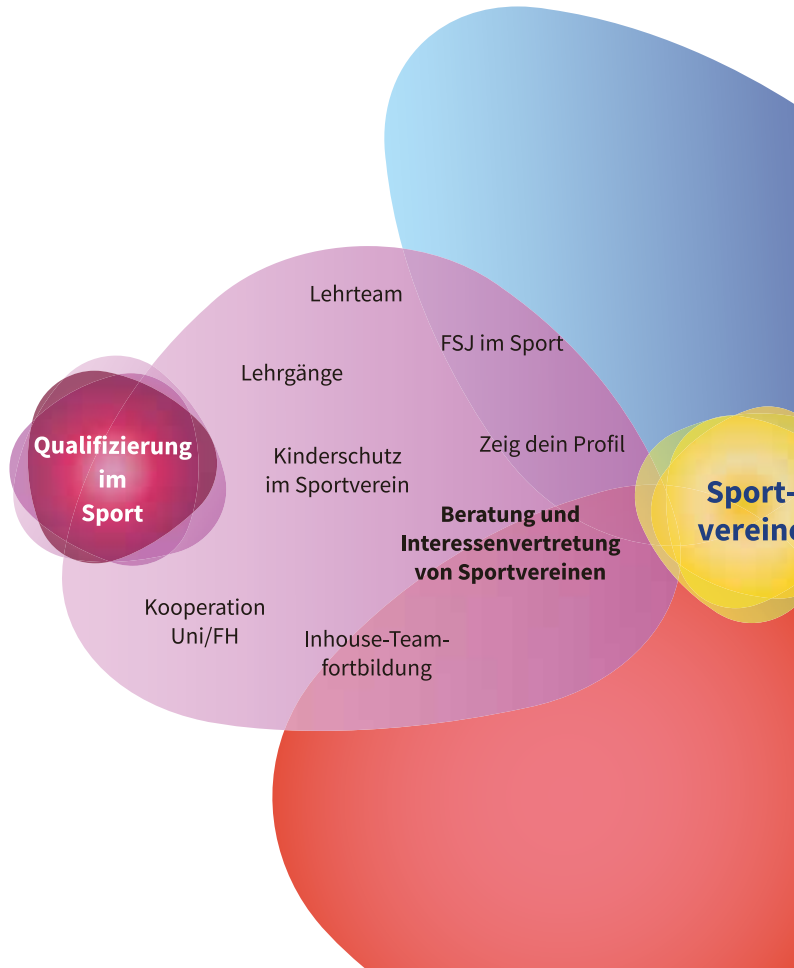 Lehrteam
FSJ im Sport
Lehrgänge
Qualifizierung
im
Sport
Kinderschutz
im Sportverein
Zeig dein Profil
Beratung und
Interessenvertretung
von Sportvereinen
Sport-
vereine
Kooperation
Uni/FH
Inhouse-Team-
fortbildung